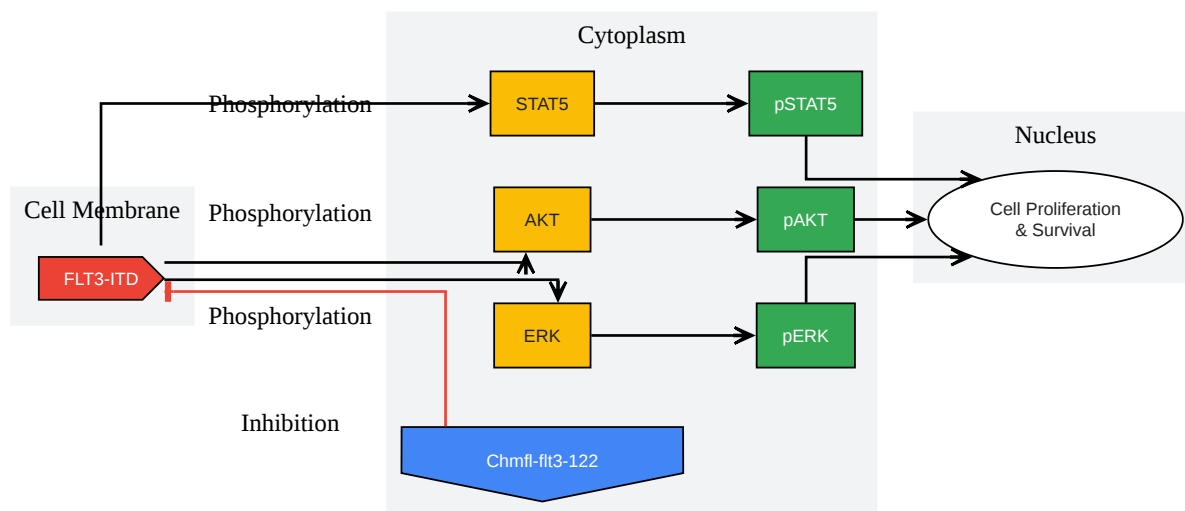 Cytoplasm
Phosphorylation
STAT5
pSTAT5
Nucleus
Cell Membrane
Phosphorylation
AKT
pAKT
Cell Proliferation
& Survival
FLT3-ITD
Phosphorylation
ERK
pERK
Inhibition
Chmfl-flt3-122